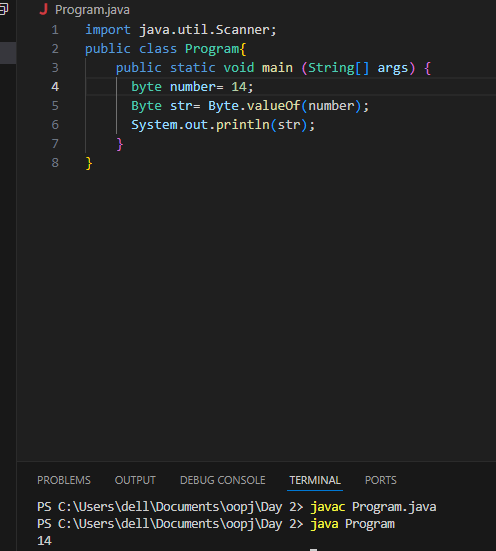 J Program.java
1 import java.util.Scanner;
2 public class Program{
3 public static void main (String[] args) {
4 byte number= 14;
5 Byte str= Byte.valueOf(number);
6 System.out.println(str);
7 }
8 }
PROBLEMS OUTPUT DEBUG CONSOLE TERMINAL PORTS
PS C:\Users\dell\Documents\oopj\Day 2> javac Program.java
PS C:\Users\dell\Documents\oopj\Day 2> java Program
14